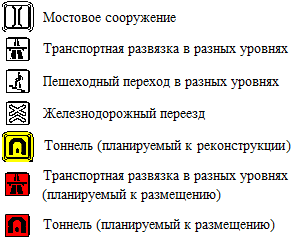 Мостовое сооружение
Транспортная развязка в разных уровнях
Пешеходный переход в разных уровнях
Железнодорожный переезд
Тоннель (планируемый к реконструкции)
Транспортная развязка в разных уровнях
(планируемый к размещению)
Тоннель (планируемый к размещению)